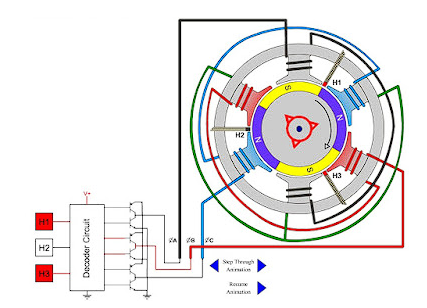 H1
S
N
N
H2
S
H3
V+
H1
H2
H3
Decoder Circuit
ØA ØB ØC
Step Through
Animation
Resume
Animation